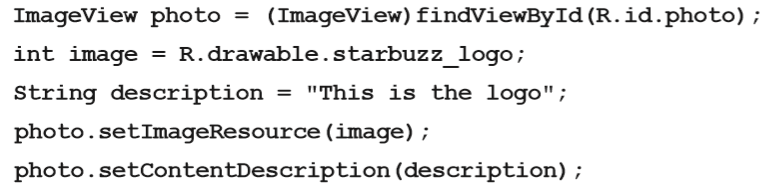 ImageView photo = (ImageView)findViewById(R.id.photo);
int image = R.drawable.starbuzz_logo;
String description = "This is the logo";
photo.setImageResource(image);
photo.setContentDescription(description);